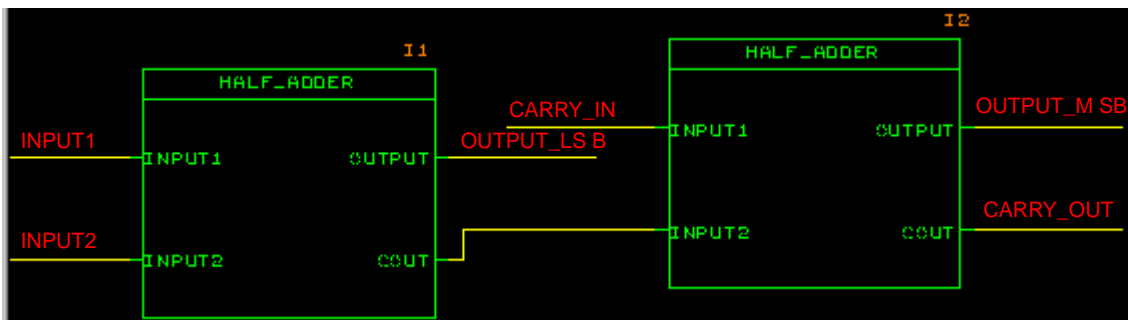 I1
HALF_ADDER
INPUT1
INPUT1
OUTPUT
OUTPUT_LS B
INPUT2
INPUT2
COUT
I2
HALF_ADDER
CARRY_IN
INPUT1
OUTPUT
OUTPUT_M SB
INPUT2
COUT
CARRY_OUT